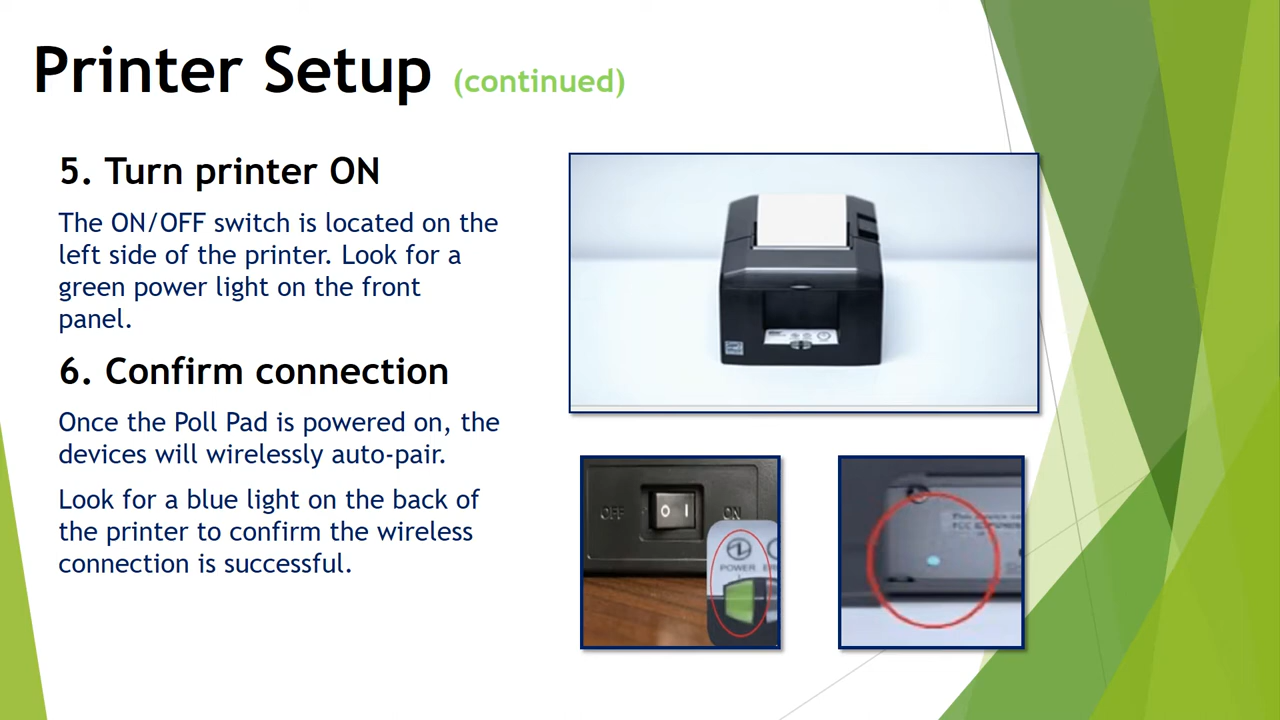 Printer Setup (continued)
5. Turn printer ON
The ON/OFF switch is located on the
left side of the printer. Look for a
green power light on the front
panel.
6. Confirm connection
Once the Poll Pad is powered on, the
devices will wirelessly auto-pair.
Look for a blue light on the back of
the printer to confirm the wireless
connection is successful.
OFF
ON
POWER